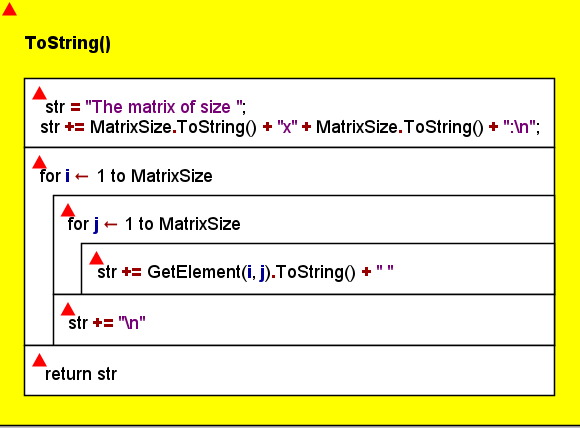 ToString()
str = "The matrix of size ";
str += MatrixSize.ToString() + "x" + MatrixSize.ToString() + ":\n";
for i ← 1 to MatrixSize
for j ← 1 to MatrixSize
str += GetElement(i, j).ToString() + " "
str += "\n"
return str